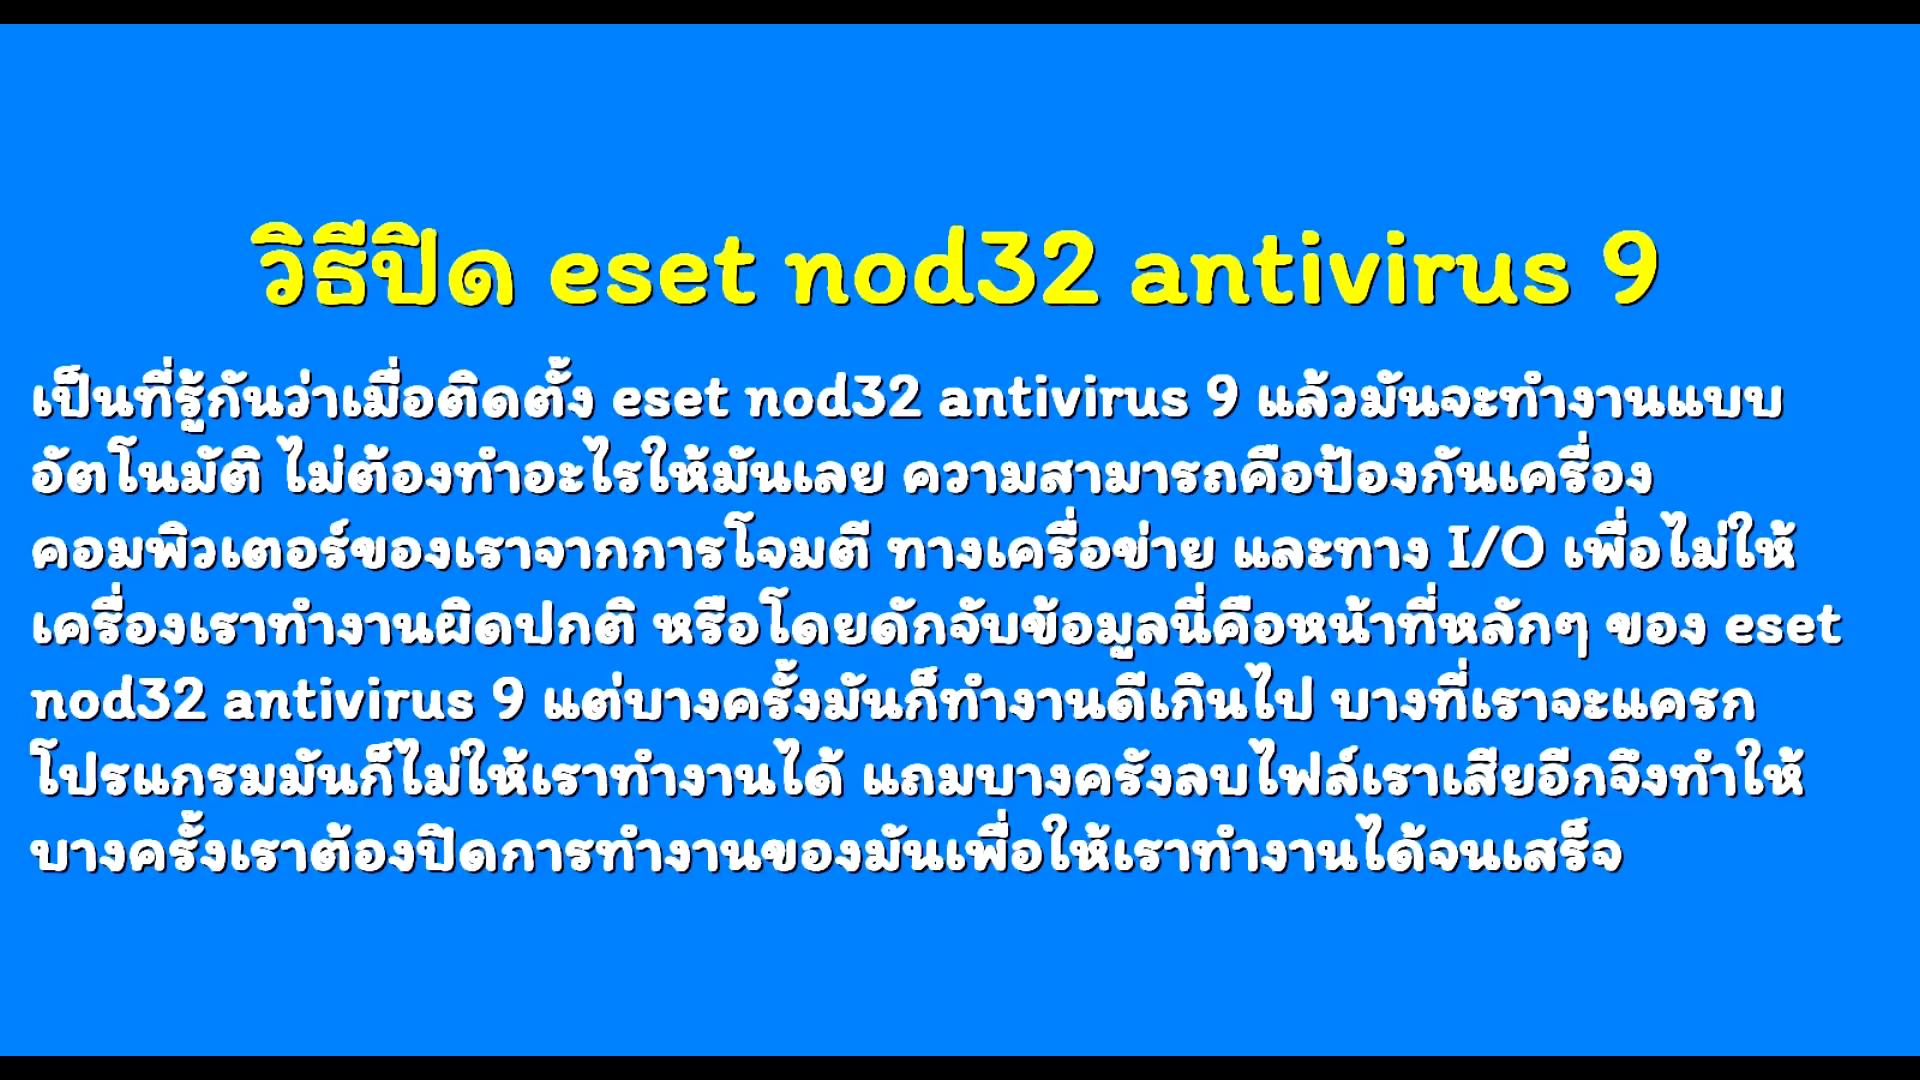 วิธีปิด eset nod32 antivirus 9
เป็นที่รู้กันว่าเมื่อติดตั้ง eset nod32 antivirus 9 แล้วมันจะทำงานแบบ
อัตโนมัติ ไม่ต้องทำอะไรให้มันเลย ความสามารถคือป้องกันเครื่อง
คอมพิวเตอร์ของเราจากการโจมตี ทางเครื่อข่าย และทาง I/O เพื่อไม่ให้
เครื่องเราทำงานผิดปกติ หรือโดยดักจับข้อมูลนี่คือหน้าที่หลักๆ ของ eset
nod32 antivirus 9 แต่บางครั้งมันก็ทำงานดีเกินไป บางที่เราจะแครก
โปรแกรมมันก็ไม่ให้เราทำงานได้ แถมบางครังลบไฟล์เราเสียอีกจึงทำให้
บางครั้งเราต้องปิดการทำงานของมันเพื่อให้เราทำงานได้จนเสร็จ